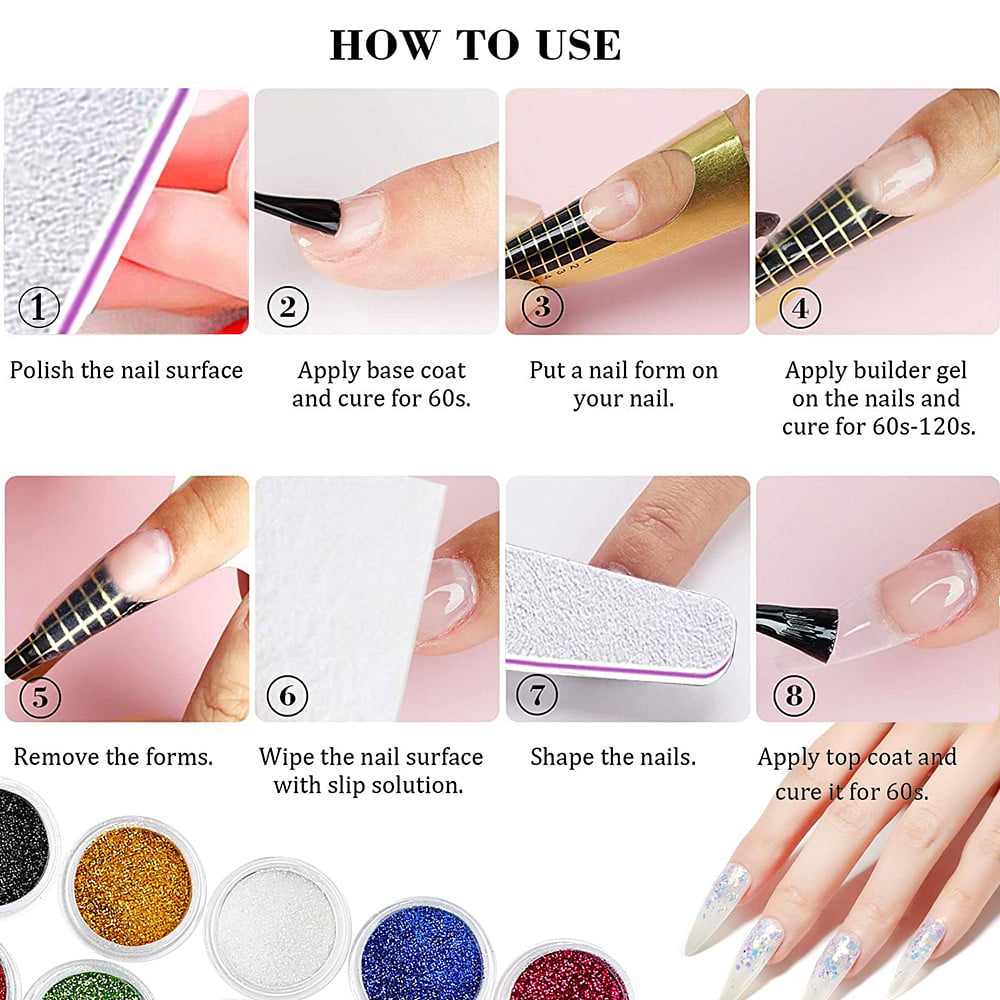 HOW TO USE
1
2
3
4
Polish the nail surface
Apply base coat
and cure for 60s.
Put a nail form on
your nail.
Apply builder gel
on the nails and
cure for 60s-120s.
5
6
7
8
Remove the forms.
Wipe the nail surface
with slip solution.
Shape the nails.
Apply top coat and
cure it for 60s.